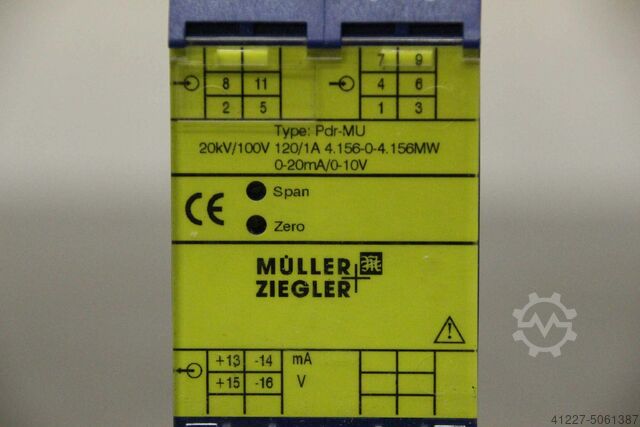 7 9
8 11
4 6
2 5
1 3
Type: Pdr-MU
20kV/100V 120/1A 4.156-0-4.156MW
0-20mA/0-10V
CE
Span
Zero
MÜLLER
ZIEGLER
+13 -14 mA
+15 -16 V
41227-5061387